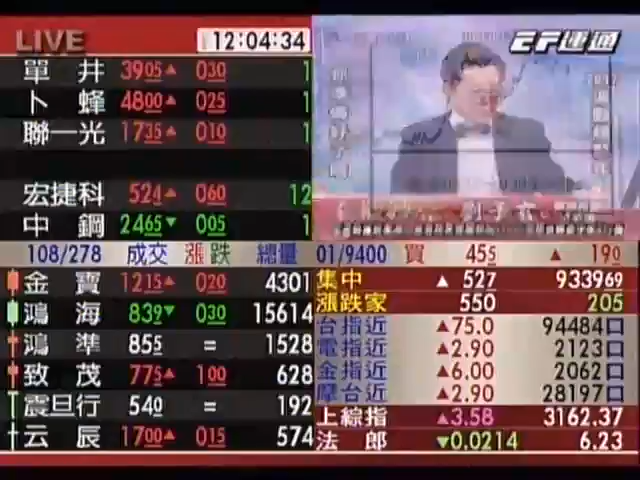 LIVE 12:04:34
EF運通
單井 3905▲ 030 1
卜蜂 4800▲ 025 1
聯一光 1735▲ 010 1
宏捷科 524▲ 060 12
中鋼 2465▼ 005 1
108/278 成交 漲跌 總量
金寶 1215▲ 020 4301
鴻海 839▼ 030 15614
鴻準 855 = 1528
致茂 775▲ 100 628
震旦行 540 = 192
云辰 1700▲ 015 574
01/9400 買 455 ▲ 190
集中 ▲ 527 933969
漲跌家 550 205
台指近 ▲75.0 94484口
電指近 ▲2.90 2123口
金指近 ▲6.00 2062口
摩台近 ▲2.90 28197口
上綜指 ▲3.58 3162.37
法郎 ▼0.0214 6.23